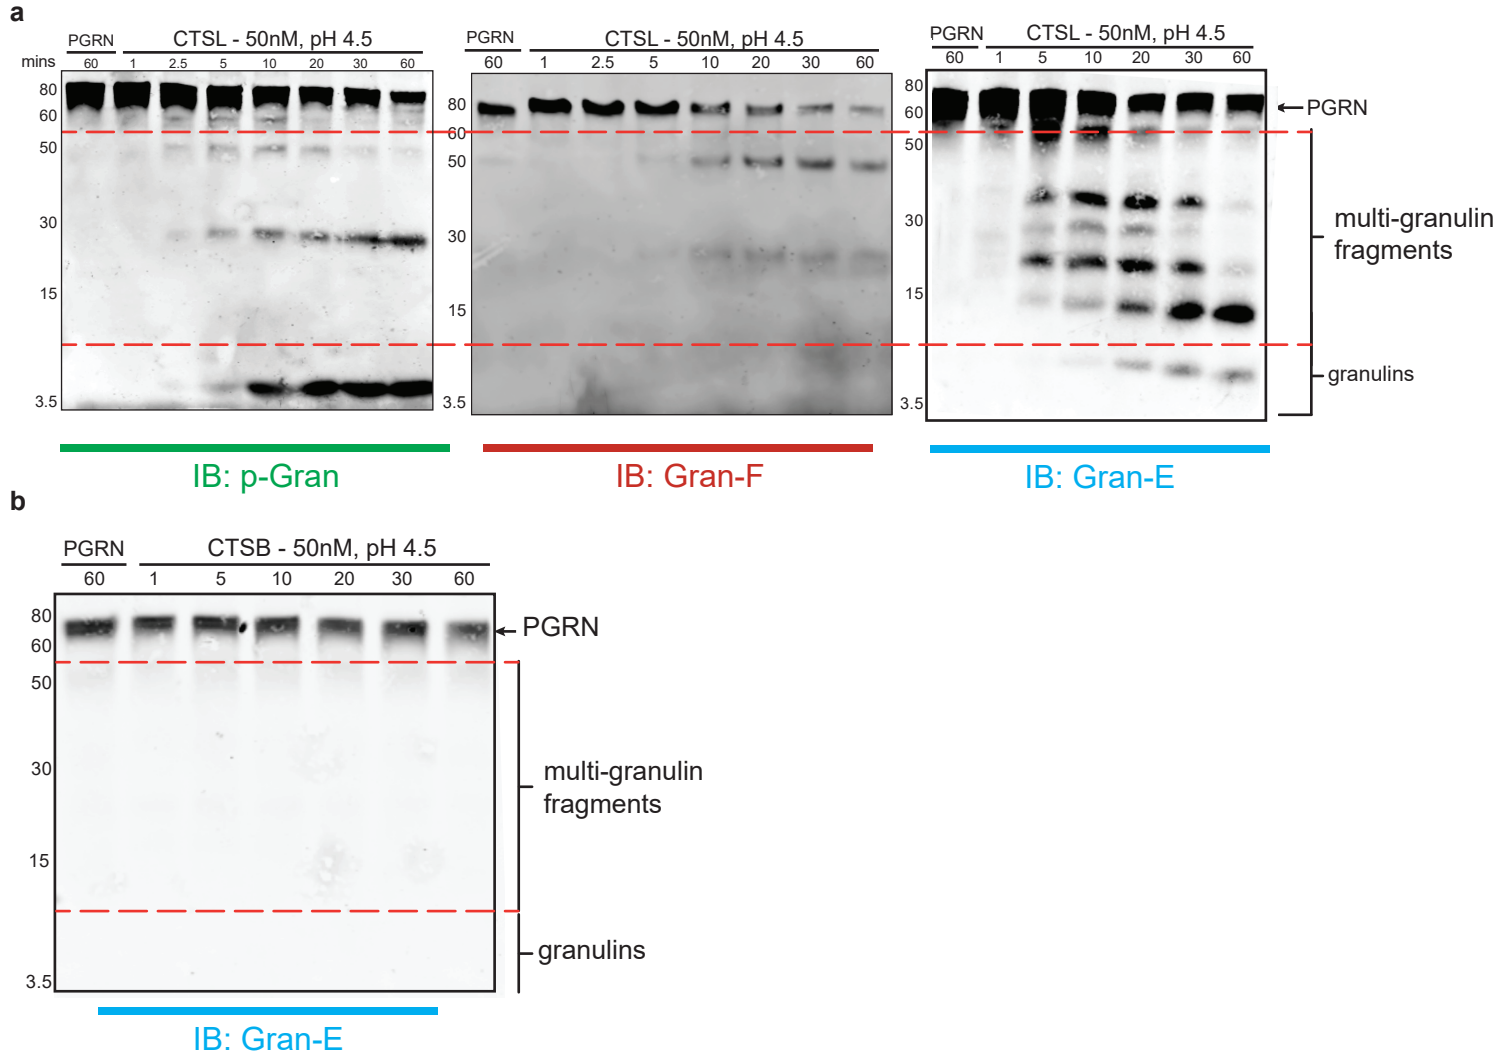 a
PGRN CTSL - 50nM, pH 4.5
mins 60 1 2.5 5 10 20 30 60
80
60
50
30
15
3.5
IB: p-Gran
PGRN CTSL - 50nM, pH 4.5
60 1 2.5 5 10 20 30 60
80
60
50
30
15
3.5
IB: Gran-F
PGRN CTSL - 50nM, pH 4.5
60 1 5 10 20 30 60
80
60
50
30
15
3.5
PGRN
multi-granulin
fragments
granulins
IB: Gran-E
b
PGRN CTSB - 50nM, pH 4.5
60 1 5 10 20 30 60
80
60
50
30
15
3.5
PGRN
multi-granulin
fragments
granulins
IB: Gran-E